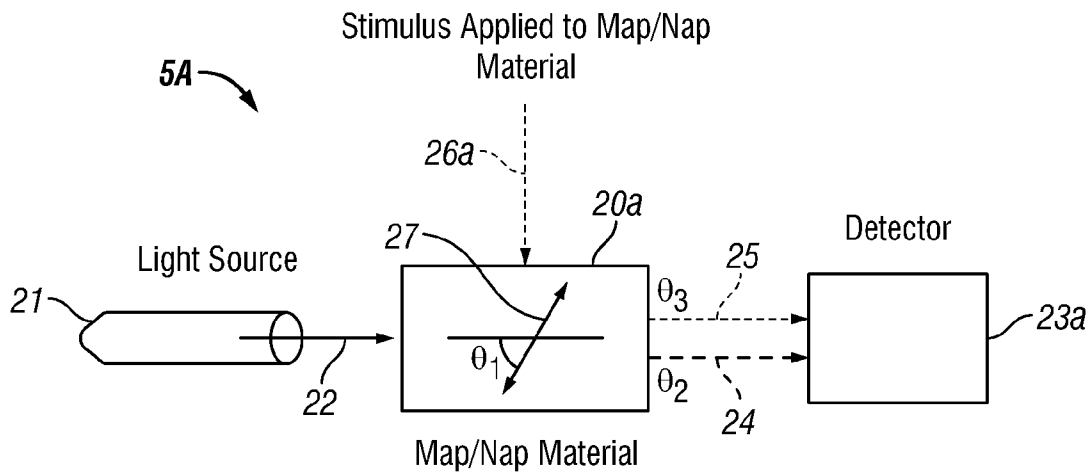 Stimulus Applied to Map/Nap
Material
5A
26a
20a
27
Detector
Light Source
25
21
θ3
23a
θ1
22
θ2
24
Map/Nap Material